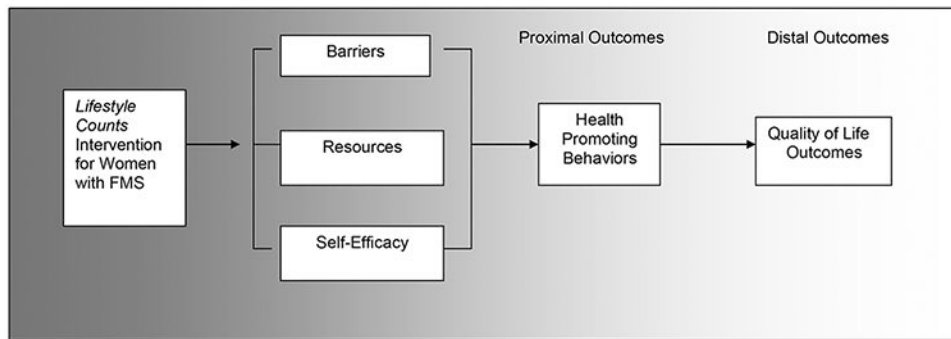 Proximal Outcomes
Distal Outcomes
Barriers
Lifestyle
Counts
Intervention
for Women
with FMS
Resources
Health
Promoting
Behaviors
Quality of Life
Outcomes
Self-Efficacy